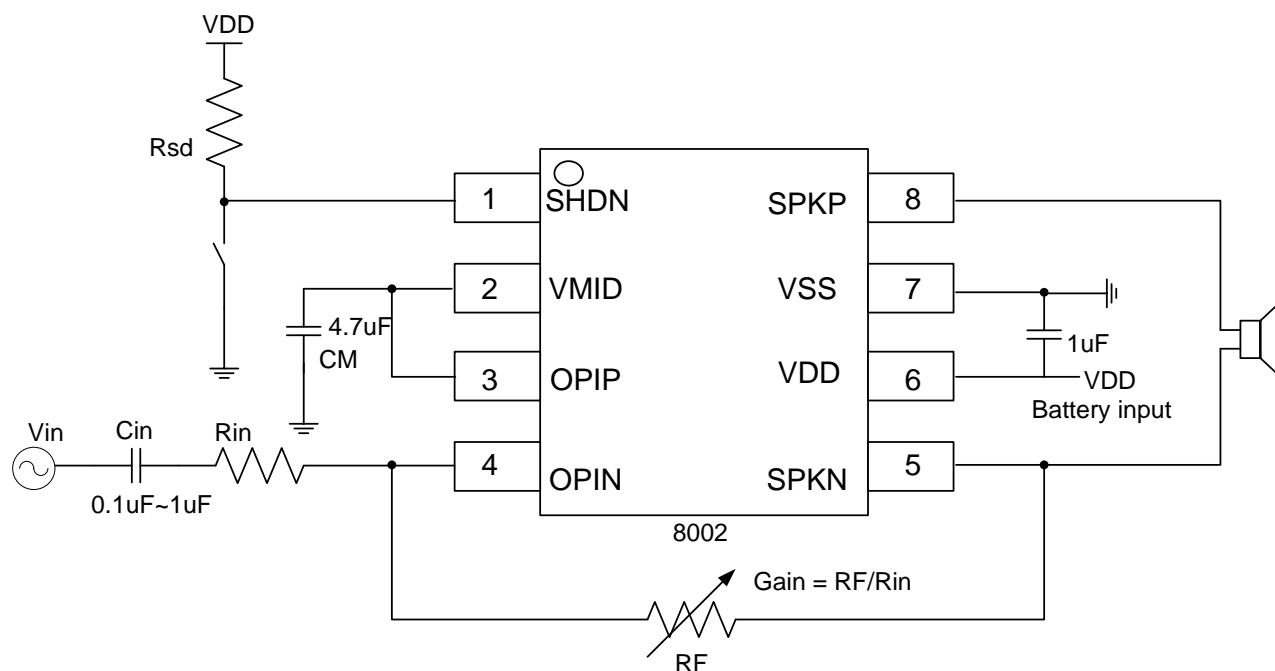 VDD
Rsd
1
SHDN
SPKP
8
2
VMID
VSS
7
4.7uF
CM
1uF
3
OPIP
VDD
6
VDD
Battery input
Vin
Cin
Rin
4
OPIN
SPKN
5
0.1uF~1uF
8002
Gain = RF/Rin
RF